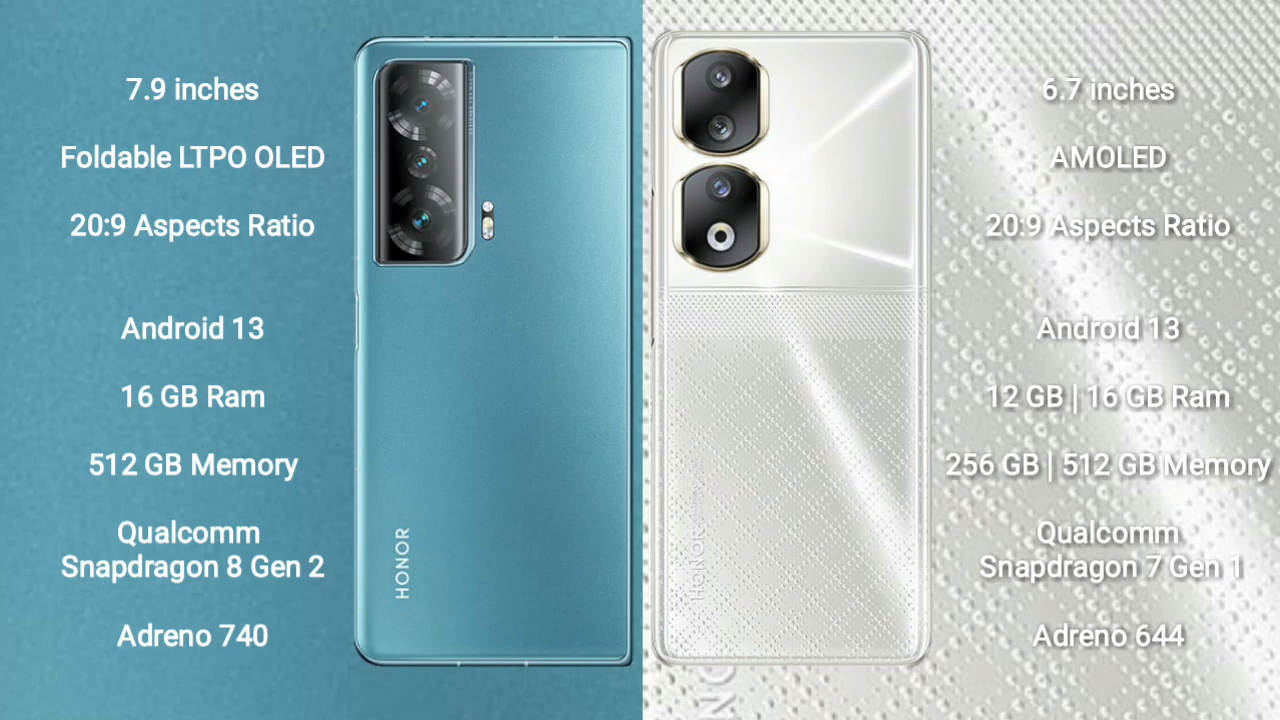 7.9 inches
Foldable LTPO OLED
20:9 Aspects Ratio
Android 13
16 GB Ram
512 GB Memory
Qualcomm
Snapdragon 8 Gen 2
Adreno 740
HONOR
HONOR
6.7 inches
AMOLED
20:9 Aspects Ratio
Android 13
12 GB | 16 GB Ram
256 GB | 512 GB Memory
Qualcomm
Snapdragon 7 Gen 1
Adreno 644